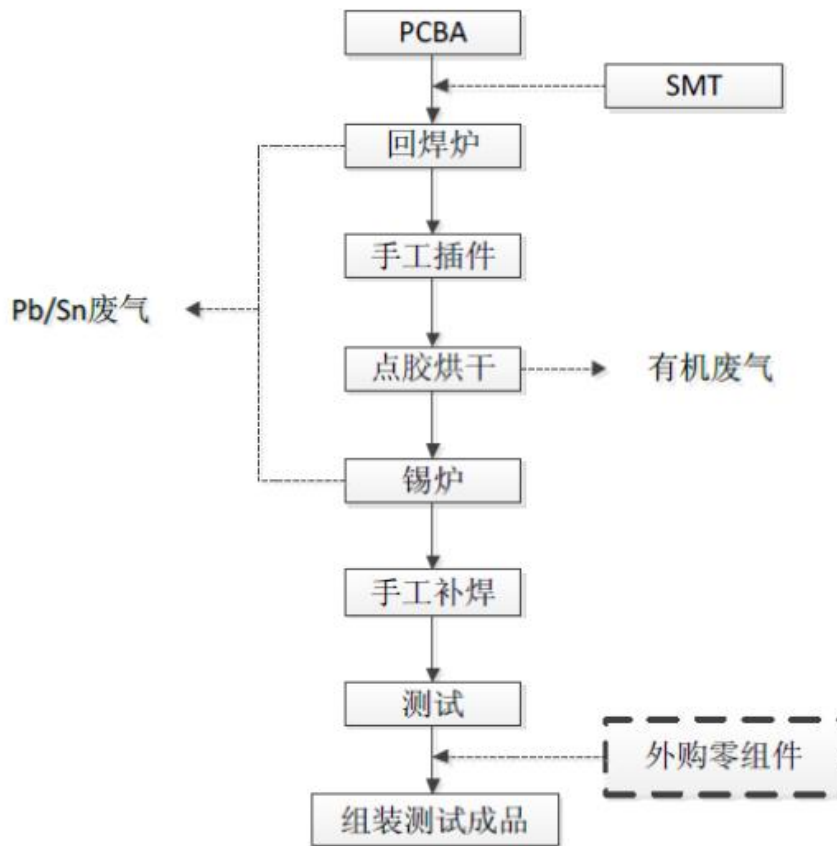 PCBA
SMT
回焊炉
手工插件
Pb/Sn废气
点胶烘干
有机废气
锡炉
手工补焊
测试
外购零组件
组装测试成品